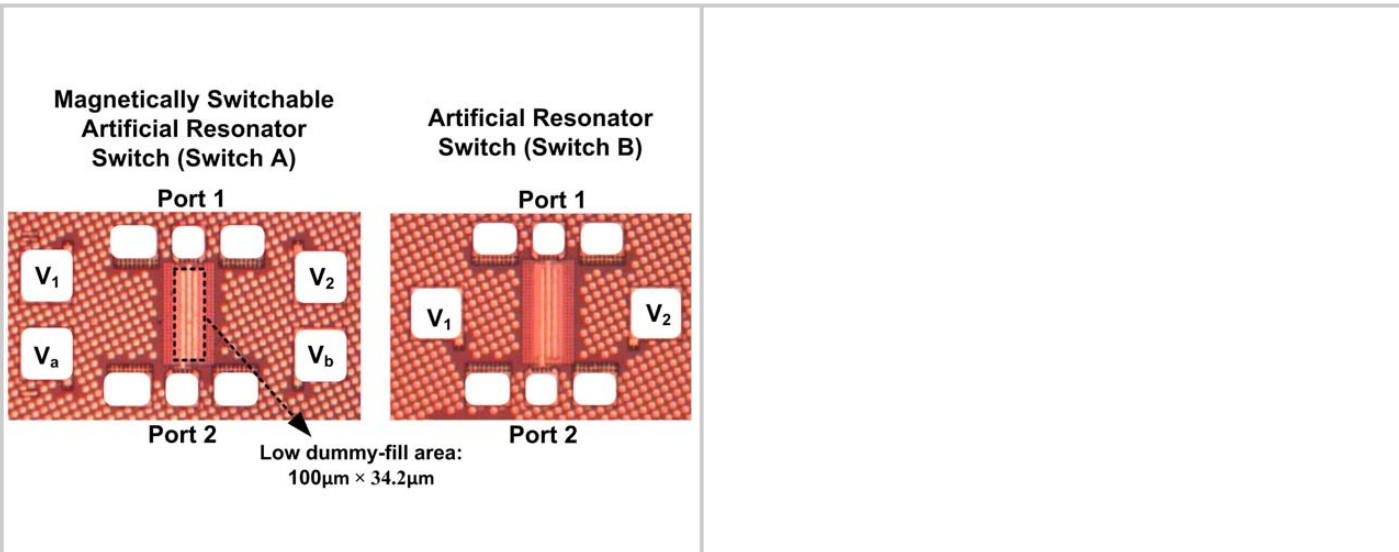 Magnetically Switchable
Artificial Resonator
Switch (Switch A)
Port 1
V₁
V₂
Vₐ
V_b
Port 2
Low dummy-fill area:
100μm × 34.2μm
Artificial Resonator
Switch (Switch B)
Port 1
V₁
V₂
Port 2